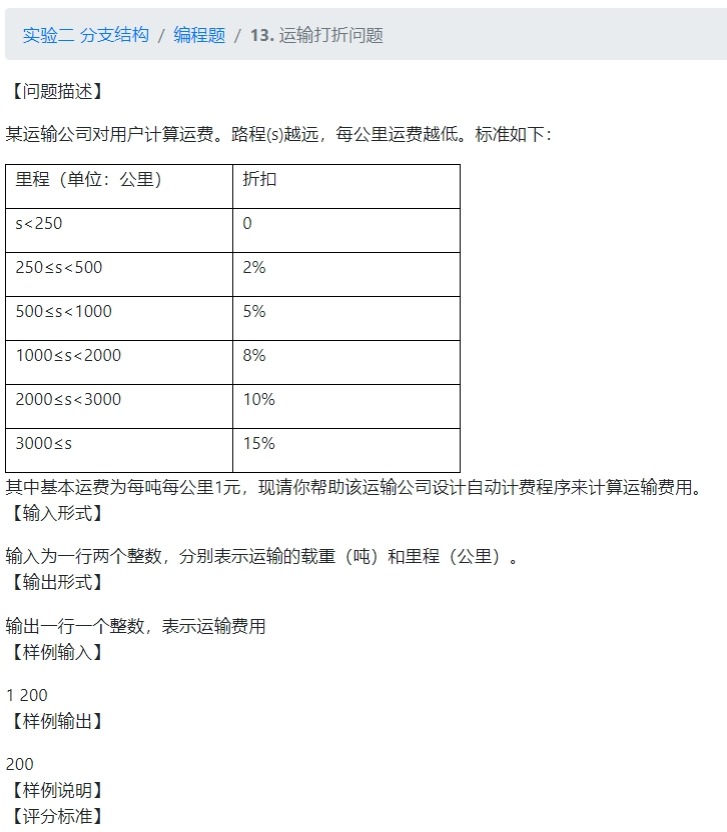 实验二 分支结构 / 编程题 / 13. 运输打折问题
【问题描述】
某运输公司对用户计算运费。路程(s)越远，每公里运费越低。标准如下：
里程（单位：公里） 折扣
s<250 0
250≤s<500 2%
500≤s<1000 5%
1000≤s<2000 8%
2000≤s<3000 10%
3000≤s 15%
其中基本运费为每吨每公里1元，现请你帮助该运输公司设计自动计费程序来计算运输费用。
【输入形式】
输入为一行两个整数，分别表示运输的载重（吨）和里程（公里）。
【输出形式】
输出一行一个整数，表示运输费用
【样例输入】
1 200
【样例输出】
200
【样例说明】
【评分标准】